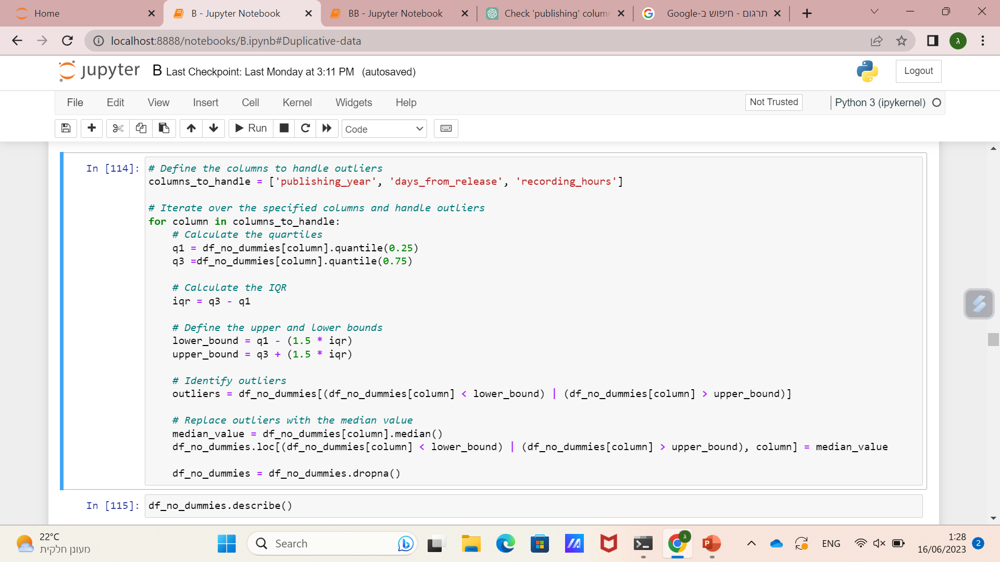 Home
B - Jupyter Notebook
BB - Jupyter Notebook
Check 'publishing' colum
תרגום - חיפוש ב-Google
localhost:8888/notebooks/B.ipynb#Duplicative-data
jupyter B Last Checkpoint: Last Monday at 3:11 PM (autosaved)
Logout
File Edit View Insert Cell Kernel Widgets Help
Not Trusted
Python 3 (ipykernel)
Run
Code
In [114]:
# Define the columns to handle outliers
columns_to_handle = ['publishing_year', 'days_from_release', 'recording_hours']
# Iterate over the specified columns and handle outliers
for column in columns_to_handle:
    # Calculate the quartiles
    q1 = df_no_dummies[column].quantile(0.25)
    q3 =df_no_dummies[column].quantile(0.75)
    # Calculate the IQR
    iqr = q3 - q1
    # Define the upper and lower bounds
    lower_bound = q1 - (1.5 * iqr)
    upper_bound = q3 + (1.5 * iqr)
    # Identify outliers
    outliers = df_no_dummies[(df_no_dummies[column] < lower_bound) | (df_no_dummies[column] > upper_bound)]
    # Replace outliers with the median value
    median_value = df_no_dummies[column].median()
    df_no_dummies.loc[(df_no_dummies[column] < lower_bound) | (df_no_dummies[column] > upper_bound), column] = median_value
    df_no_dummies = df_no_dummies.dropna()
In [115]:
df_no_dummies.describe()
22°C
מעונן חלקית
Search
ENG
1:28
16/06/2023
2